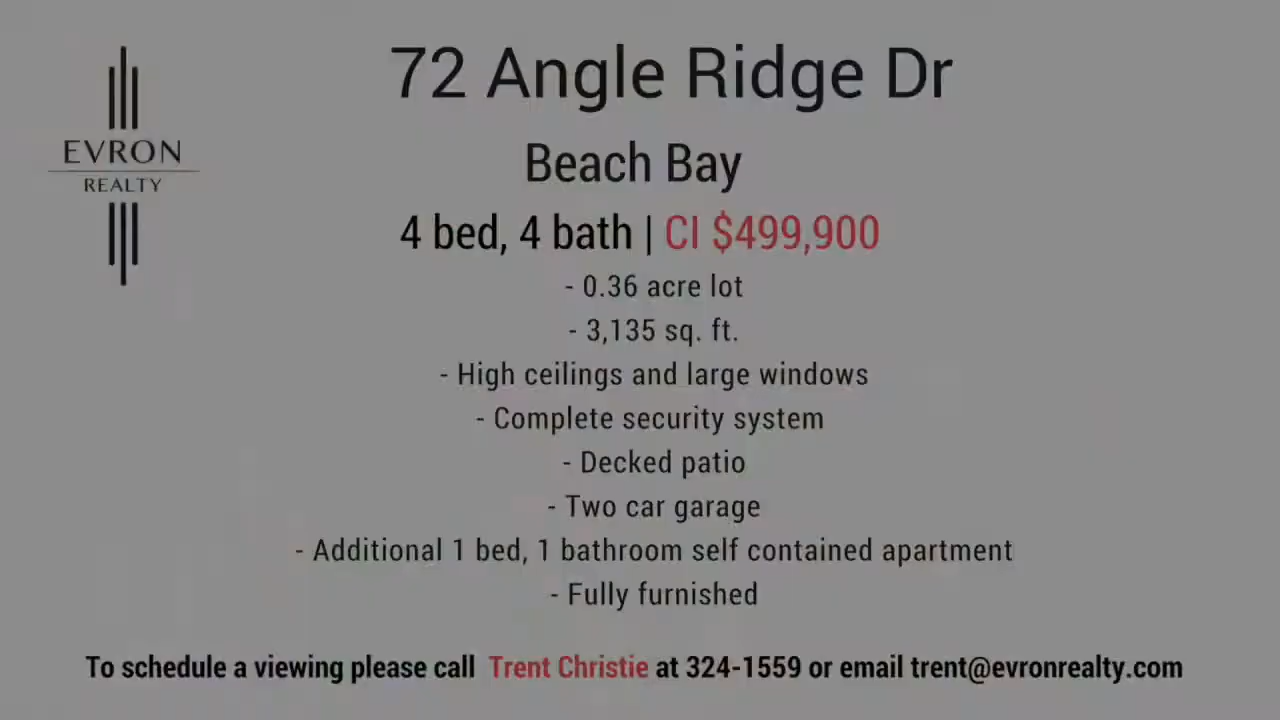 72 Angle Ridge Dr
EVRON
REALTY
Beach Bay
4 bed, 4 bath | CI $499,900
- 0.36 acre lot
- 3,135 sq. ft.
- High ceilings and large windows
- Complete security system
- Decked patio
- Two car garage
- Additional 1 bed, 1 bathroom self contained apartment
- Fully furnished
To schedule a viewing please call Trent Christie at 324-1559 or email trent@evronrealty.com